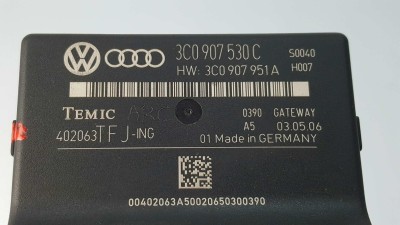 3C0 907 530 C S0040
HW: 3C0 907 951 A H007
TEMIC 0390 GATEWAY
402063TFJ-ING A5 03.05.06
01 Made in GERMANY
00402063A50020650300390